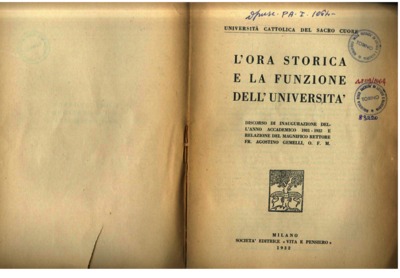 UNIVERSITÀ CATTOLICA DEL SACRO CUORE
L'ORA STORICA
E LA FUNZIONE
DELL'UNIVERSITA'
DISCORSO DI INAUGURAZIONE DEL-
L'ANNO ACCADEMICO 1931-1932 E
RELAZIONE DEL MAGNIFICO RETTORE
FR. AGOSTINO GEMELLI, O. F. M.
MILANO
SOCIETA' EDITRICE «VITA E PENSIERO»
1932